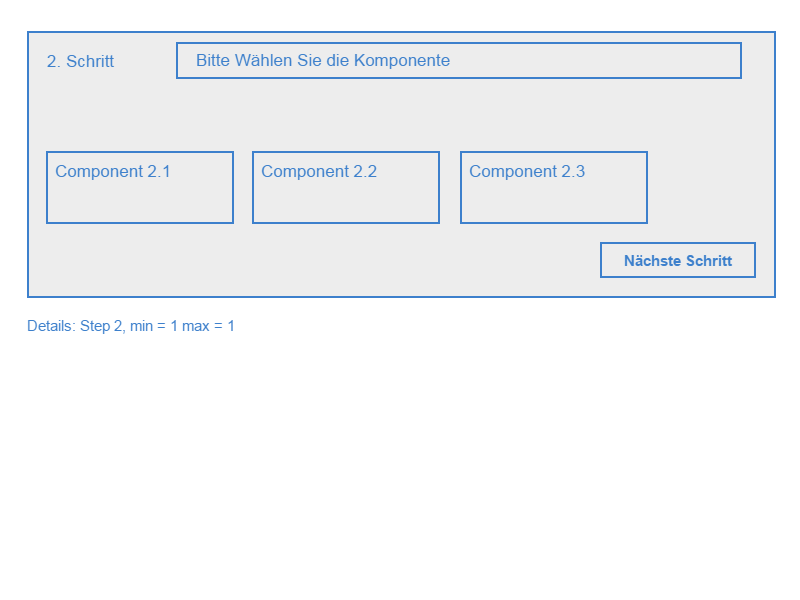 2. Schritt
Bitte Wählen Sie die Komponente
Component 2.1
Component 2.2
Component 2.3
Nächste Schritt
Details: Step 2, min = 1 max = 1